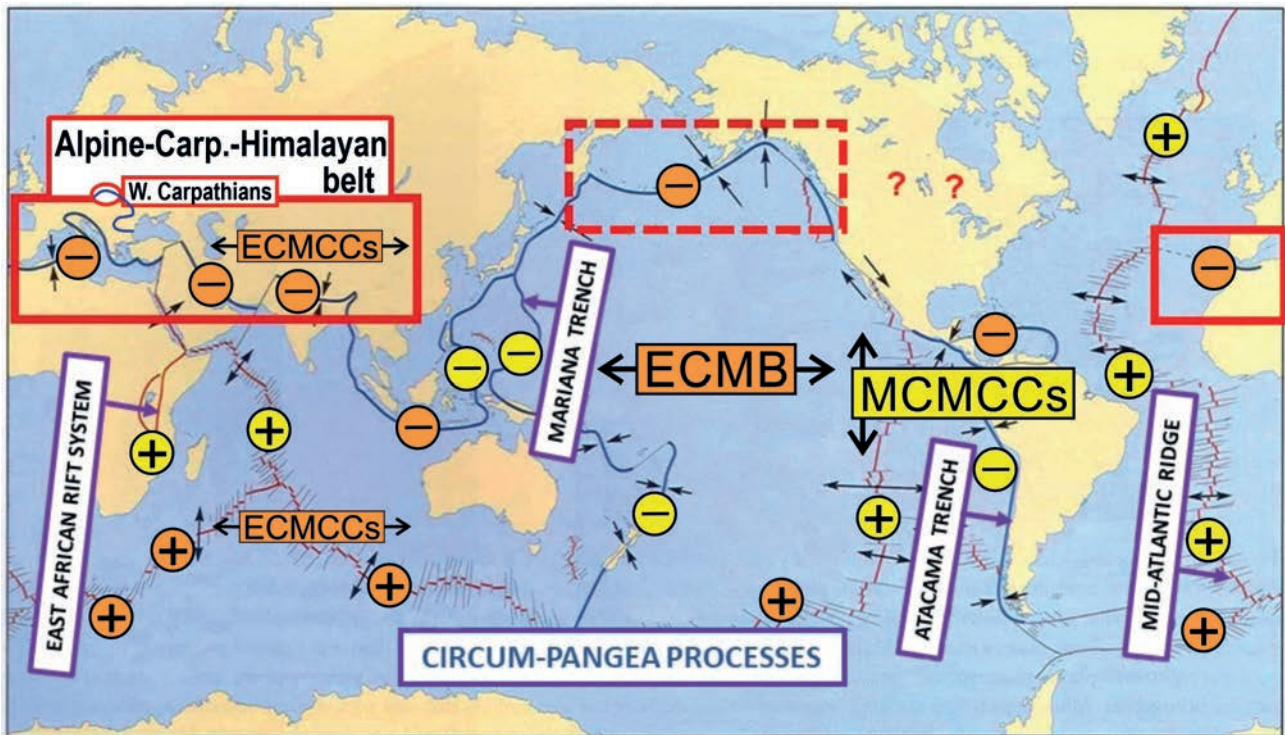 Alpine-Carp.-Himalayan
belt
W. Carpathians
ECMCCs
? ?
MARIANA TRENCH
ECMB
MCMCCs
EAST AFRICAN RIFT SYSTEM
ECMCCs
ATACAMA TRENCH
MID-ATLANTIC RIDGE
CIRCUM-PANGEA PROCESSES